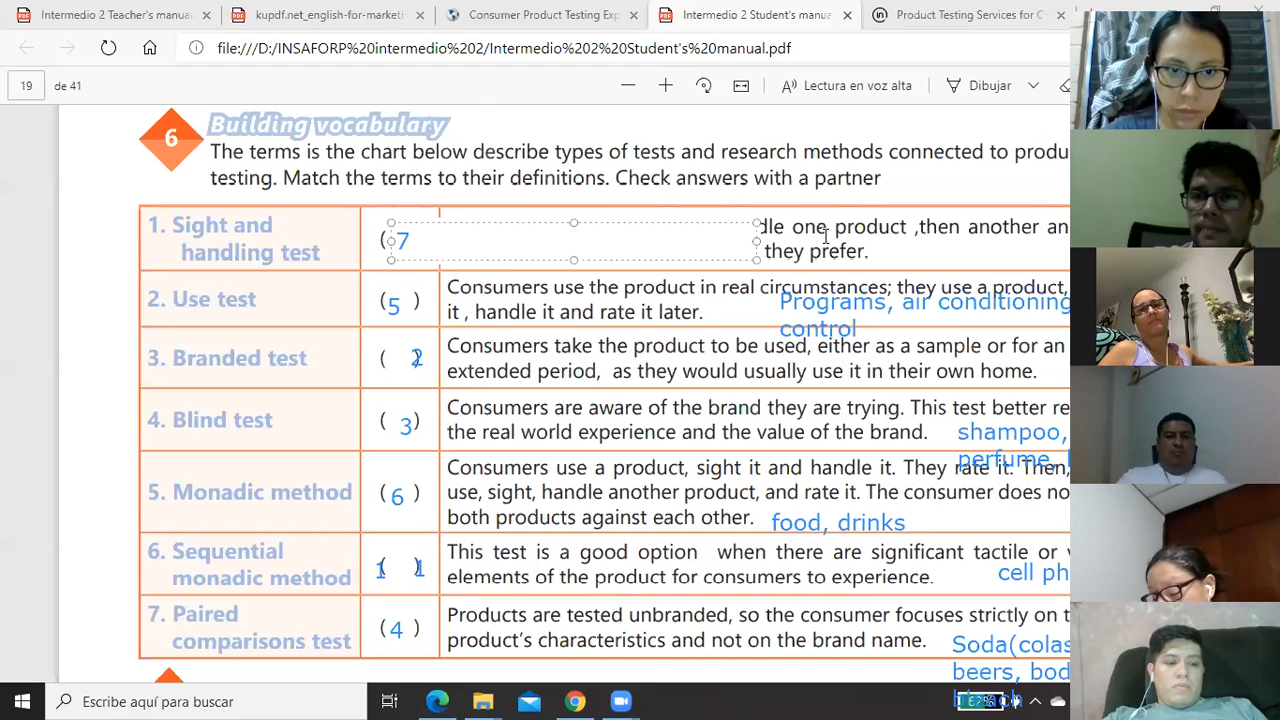 Intermedio 2 Teacher's manua
kupdf.net_english-for-marketi
Consumer Product Testing Exp
Intermedio 2 Student's manua
Product Testing Services for C
file:///D:/INSAFORP%20intermedio%202/Intermedio%202%20Student's%20manual.pdf
19 de 41
Lectura en voz alta
Dibujar
6 Building vocabulary
The terms is the chart below describe types of tests and research methods connected to produ
testing. Match the terms to their definitions. Check answers with a partner
1. Sight and
handling test
( 7
dle one product ,then another an
they prefer.
2. Use test
( 5 )
Consumers use the product in real circumstances; they use a product,
it , handle it and rate it later.
Programs, air conditioning
control
3. Branded test
( 2)
Consumers take the product to be used, either as a sample or for an
extended period, as they would usually use it in their own home.
4. Blind test
( 3)
Consumers are aware of the brand they are trying. This test better re
the real world experience and the value of the brand.
shampoo,
perfume,
5. Monadic method
( 6 )
Consumers use a product, sight it and handle it. They rate it. Then,
use, sight, handle another product, and rate it. The consumer does no
both products against each other.
food, drinks
6. Sequential
monadic method
1( )1
This test is a good option when there are significant tactile or v
elements of the product for consumers to experience.
cell ph
7. Paired
comparisons test
( 4 )
Products are tested unbranded, so the consumer focuses strictly on t
product's characteristics and not on the brand name.
Soda(colas
beers, bod
bleach
Escribe aquí para buscar